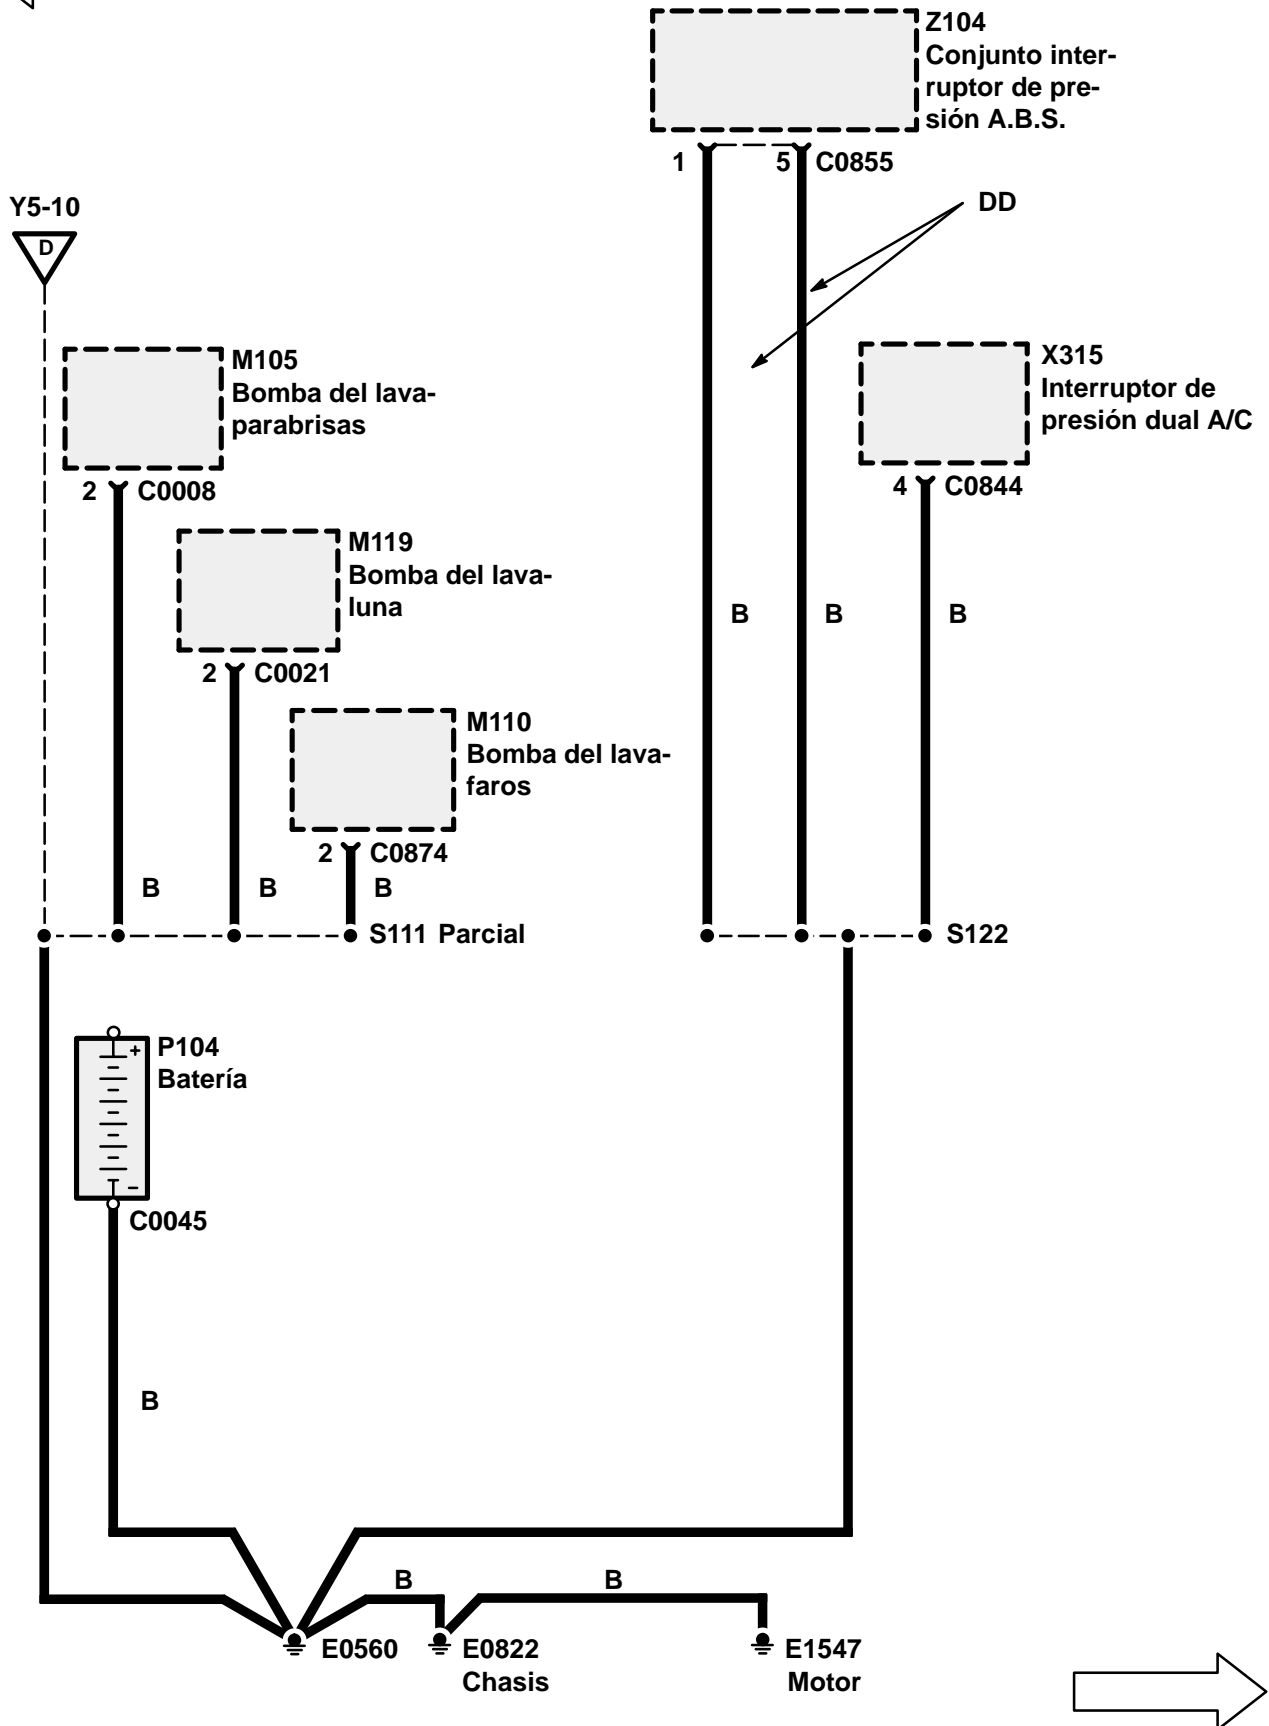 Z104
Conjunto inter-
ruptor de pre-
sión A.B.S.
1
5
C0855
DD
Y5-10
D
M105
Bomba del lava-
parabrisas
2
C0008
X315
Interruptor de
presión dual A/C
4
C0844
M119
Bomba del lava-
luna
2
C0021
B
B
B
M110
Bomba del lava-
faros
2
C0874
B
B
B
S111 Parcial
S122
P104
Batería
+
−
C0045
B
B
B
E0560
E0822
Chasis
E1547
Motor